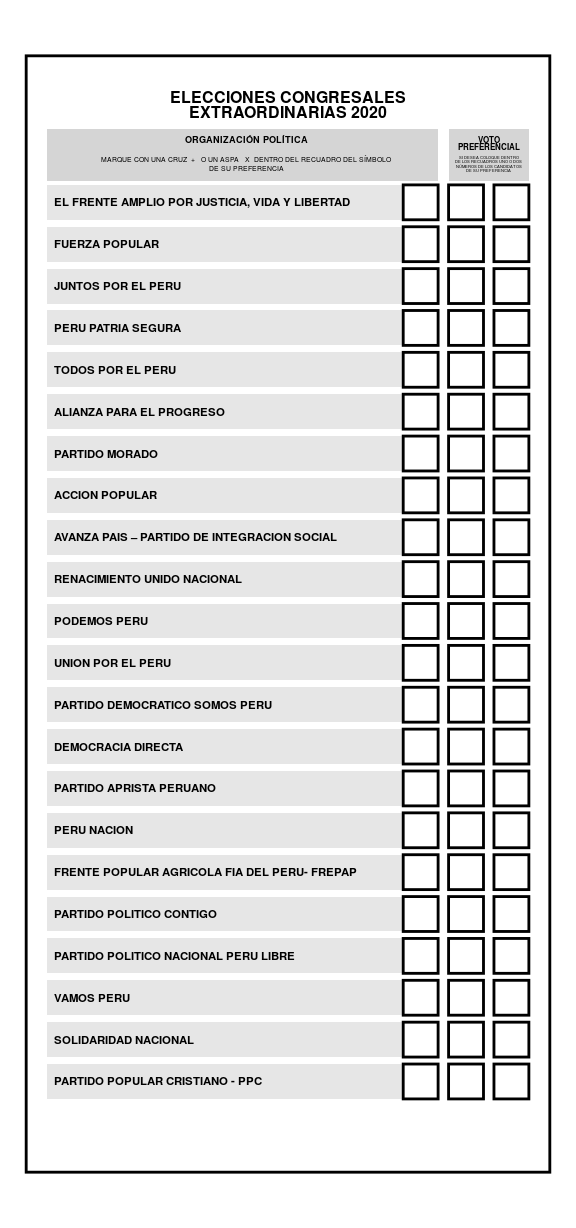 ELECCIONES CONGRESALES
EXTRAORDINARIAS 2020
ORGANIZACIÓN POLÍTICA
MARQUE CON UNA CRUZ + O UN ASPA X DENTRO DEL RECUADRO DEL SÍMBOLO
DE SU PREFERENCIA
VOTO
PREFERENCIAL
SI DESEA COLOQUE DENTRO
DE LOS RECUADROS UNO O DOS
NÚMEROS DE LOS CANDIDATOS
DE SU PREFERENCIA
EL FRENTE AMPLIO POR JUSTICIA, VIDA Y LIBERTAD
FUERZA POPULAR
JUNTOS POR EL PERU
PERU PATRIA SEGURA
TODOS POR EL PERU
ALIANZA PARA EL PROGRESO
PARTIDO MORADO
ACCION POPULAR
AVANZA PAIS – PARTIDO DE INTEGRACION SOCIAL
RENACIMIENTO UNIDO NACIONAL
PODEMOS PERU
UNION POR EL PERU
PARTIDO DEMOCRATICO SOMOS PERU
DEMOCRACIA DIRECTA
PARTIDO APRISTA PERUANO
PERU NACION
FRENTE POPULAR AGRICOLA FIA DEL PERU- FREPAP
PARTIDO POLITICO CONTIGO
PARTIDO POLITICO NACIONAL PERU LIBRE
VAMOS PERU
SOLIDARIDAD NACIONAL
PARTIDO POPULAR CRISTIANO - PPC